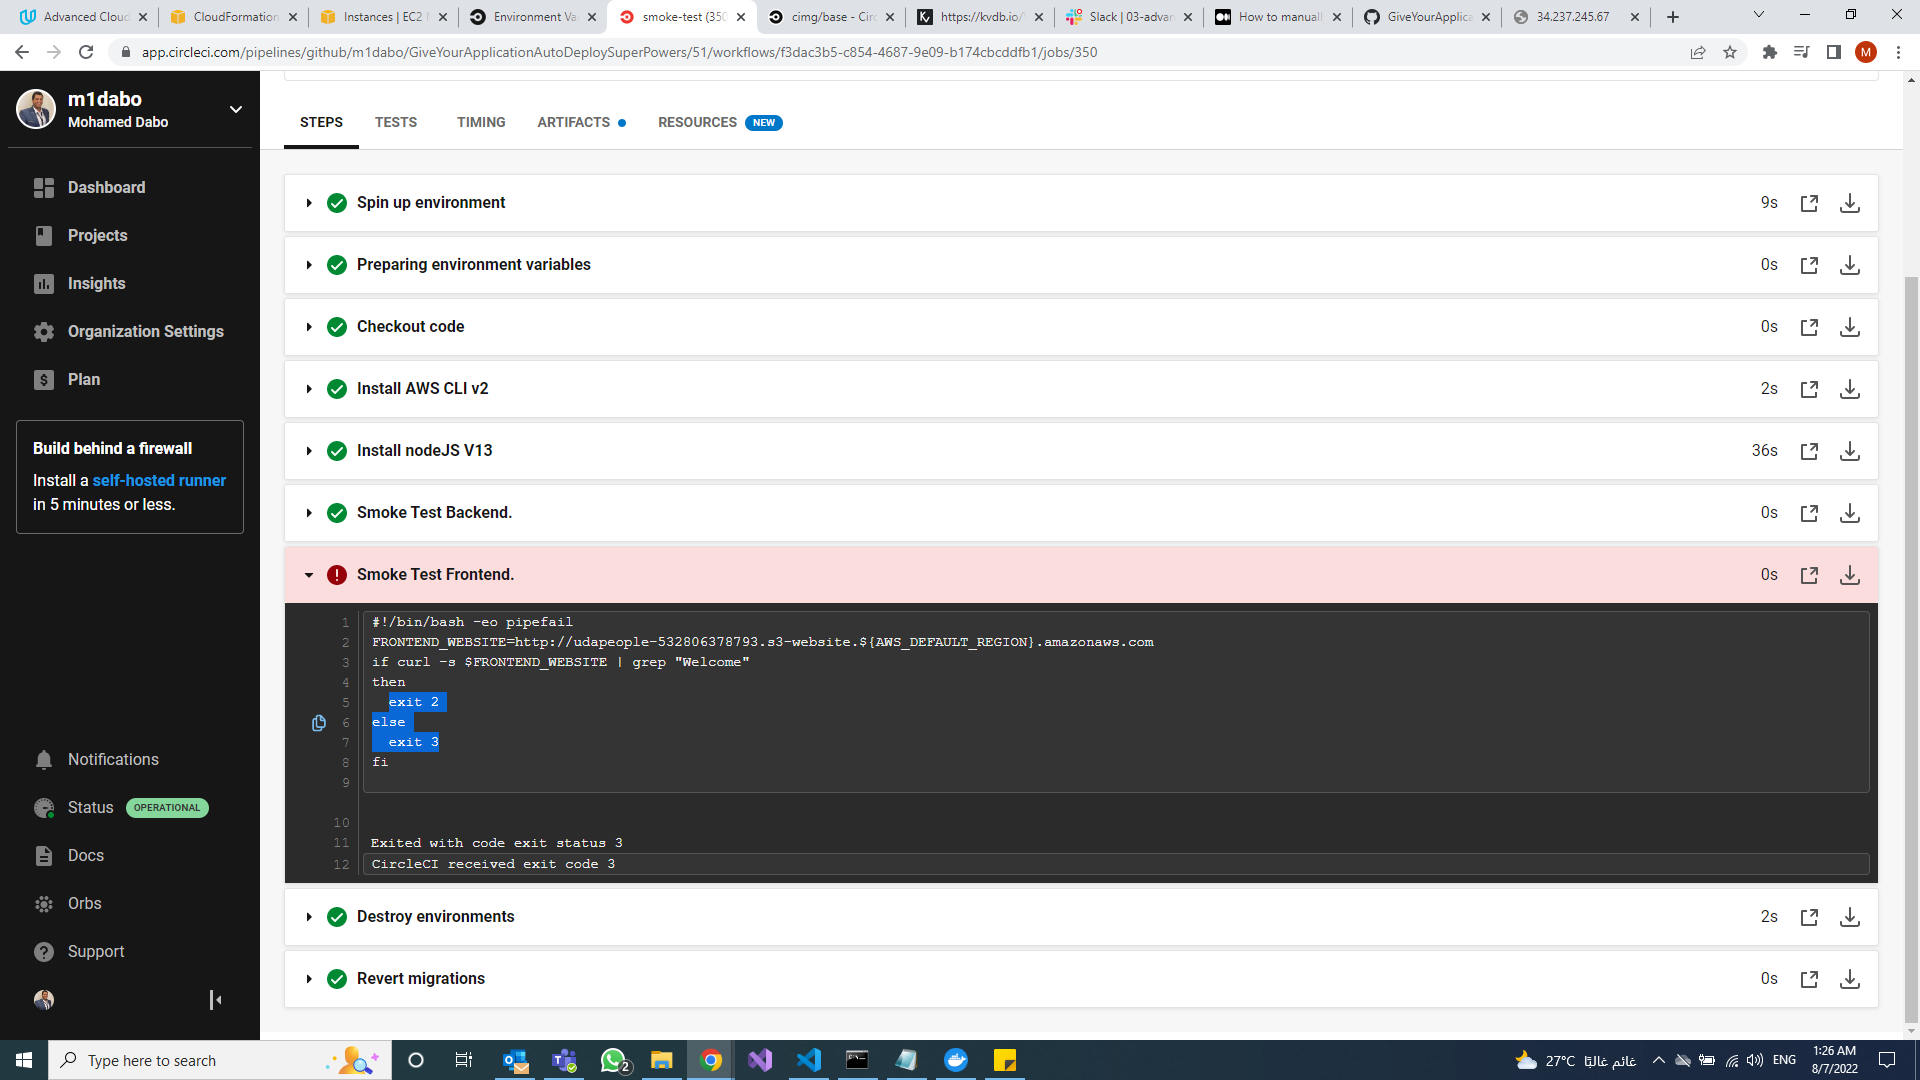 Advanced Cloud
CloudFormation
Instances | EC2
Environment Va
smoke-test (350
cimg/base - Circ
https://kvdb.io/
Slack | 03-advan
How to manuall
GiveYourApplica
34.237.245.67
app.circleci.com/pipelines/github/m1dabo/GiveYourApplicationAutoDeploySuperPowers/51/workflows/f3dac3b5-c854-4687-9e09-b174cbcddfb1/jobs/350
M
m1dabo
Mohamed Dabo
Dashboard
Projects
Insights
Organization Settings
Plan
Build behind a firewall
Install a self-hosted runner
in 5 minutes or less.
Notifications
Status OPERATIONAL
Docs
Orbs
Support
STEPS TESTS TIMING ARTIFACTS RESOURCES NEW
Spin up environment 9s
Preparing environment variables 0s
Checkout code 0s
Install AWS CLI v2 2s
Install nodeJS V13 36s
Smoke Test Backend. 0s
Smoke Test Frontend. 0s
1 #!/bin/bash -eo pipefail
2 FRONTEND_WEBSITE=http://udapeople-532806378793.s3-website.${AWS_DEFAULT_REGION}.amazonaws.com
3 if curl -s $FRONTEND_WEBSITE | grep "Welcome"
4 then
5 exit 2
6 else
7 exit 3
8 fi
9
10
11 Exited with code exit status 3
12 CircleCI received exit code 3
Destroy environments 2s
Revert migrations 0s
Type here to search
2
27°C غائم غالبًا
ENG
1:26 AM
8/7/2022